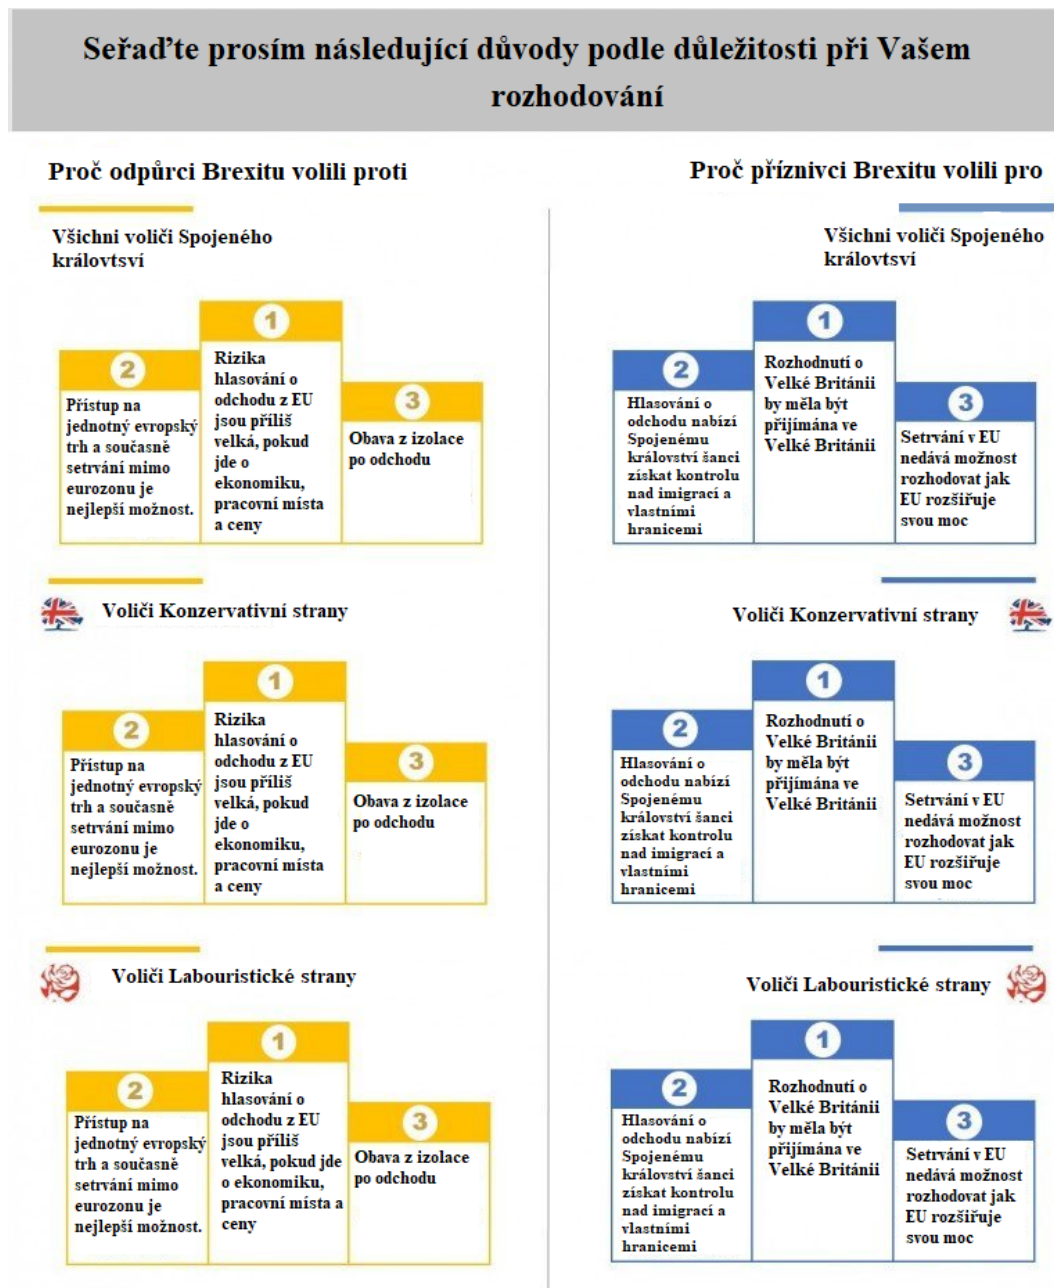 Seřaďte prosím následující důvody podle důležitosti při Vašem
rozhodování
Proč odpůrci Brexitu volili proti
Všichni voliči Spojeného
královtsví
1
Rizika
hlasování o
odchodu z EU
jsou příliš
velká, pokud
jde o
ekonomiku,
pracovní místa
a ceny
2
Přístup na
jednotný evropský
trh a současně
setrvání mimo
eurozonu je
nejlepší možnost.
3
Obava z izolace
po odchodu
Voliči Konzervativní strany
1
Rizika
hlasování o
odchodu z EU
jsou příliš
velká, pokud
jde o
ekonomiku,
pracovní místa
a ceny
2
Přístup na
jednotný evropský
trh a současně
setrvání mimo
eurozonu je
nejlepší možnost.
3
Obava z izolace
po odchodu
Voliči Labouristické strany
1
Rizika
hlasování o
odchodu z EU
jsou příliš
velká, pokud jde
o ekonomiku,
pracovní místa a
ceny
2
Přístup na
jednotný evropský
trh a současně
setrvání mimo
eurozonu je
nejlepší možnost.
3
Obava z izolace
po odchodu
Proč příznivci Brexitu volili pro
Všichni voliči Spojeného
královtsví
1
Rozhodnutí o
Velké Británii
by měla být
přijímána ve
Velké Británii
2
Hlasování o
odchodu nabízí
Spojenému
království šanci
získat kontrolu
nad imigrací a
vlastními
hranicemi
3
Setrvání v EU
nedává možnost
rozhodovat jak
EU rozšiřuje
svou moc
Voliči Konzervativní strany
1
Rozhodnutí o
Velké Británii
by měla být
přijímána ve
Velké Británii
2
Hlasování o
odchodu nabízí
Spojenému
království šanci
získat kontrolu
nad imigrací a
vlastními
hranicemi
3
Setrvání v EU
nedává možnost
rozhodovat jak
EU rozšiřuje
svou moc
Voliči Labouristické strany
1
Rozhodnutí o
Velké Británii
by měla být
přijímána ve
Velké Británii
2
Hlasování o
odchodu nabízí
Spojenému
království šanci
získat kontrolu
nad imigrací a
vlastními
hranicemi
3
Setrvání v EU
nedává možnost
rozhodovat jak
EU rozšiřuje
svou moc